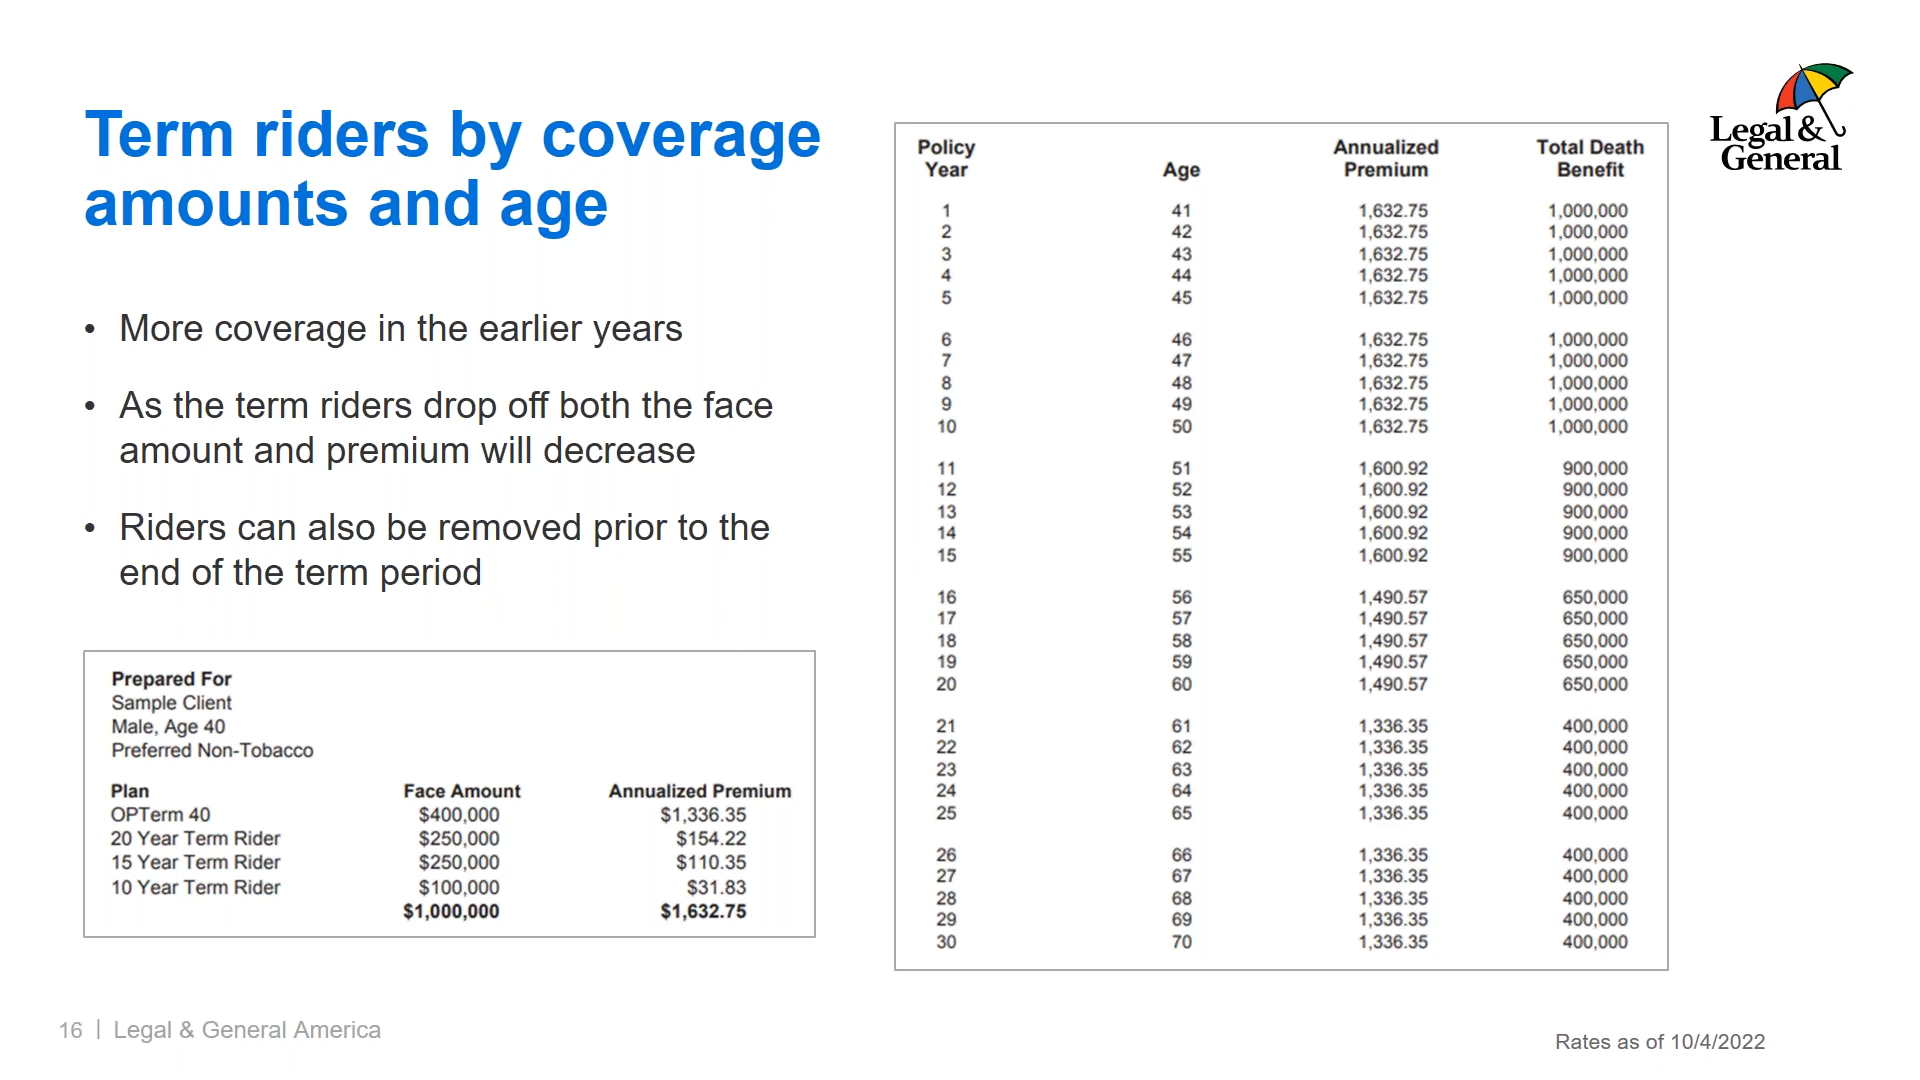 Term riders by coverage
amounts and age
• More coverage in the earlier years
• As the term riders drop off both the face
amount and premium will decrease
• Riders can also be removed prior to the
end of the term period
Prepared For
Sample Client
Male, Age 40
Preferred Non-Tobacco
Plan Face Amount Annualized Premium
OPTerm 40 $400,000 $1,336.35
20 Year Term Rider $250,000 $154.22
15 Year Term Rider $250,000 $110.35
10 Year Term Rider $100,000 $31.83
$1,000,000 $1,632.75
Policy Annualized Total Death
Year Age Premium Benefit
1 41 1,632.75 1,000,000
2 42 1,632.75 1,000,000
3 43 1,632.75 1,000,000
4 44 1,632.75 1,000,000
5 45 1,632.75 1,000,000
6 46 1,632.75 1,000,000
7 47 1,632.75 1,000,000
8 48 1,632.75 1,000,000
9 49 1,632.75 1,000,000
10 50 1,632.75 1,000,000
11 51 1,600.92 900,000
12 52 1,600.92 900,000
13 53 1,600.92 900,000
14 54 1,600.92 900,000
15 55 1,600.92 900,000
16 56 1,490.57 650,000
17 57 1,490.57 650,000
18 58 1,490.57 650,000
19 59 1,490.57 650,000
20 60 1,490.57 650,000
21 61 1,336.35 400,000
22 62 1,336.35 400,000
23 63 1,336.35 400,000
24 64 1,336.35 400,000
25 65 1,336.35 400,000
26 66 1,336.35 400,000
27 67 1,336.35 400,000
28 68 1,336.35 400,000
29 69 1,336.35 400,000
30 70 1,336.35 400,000
Legal &
General
16 | Legal & General America
Rates as of 10/4/2022